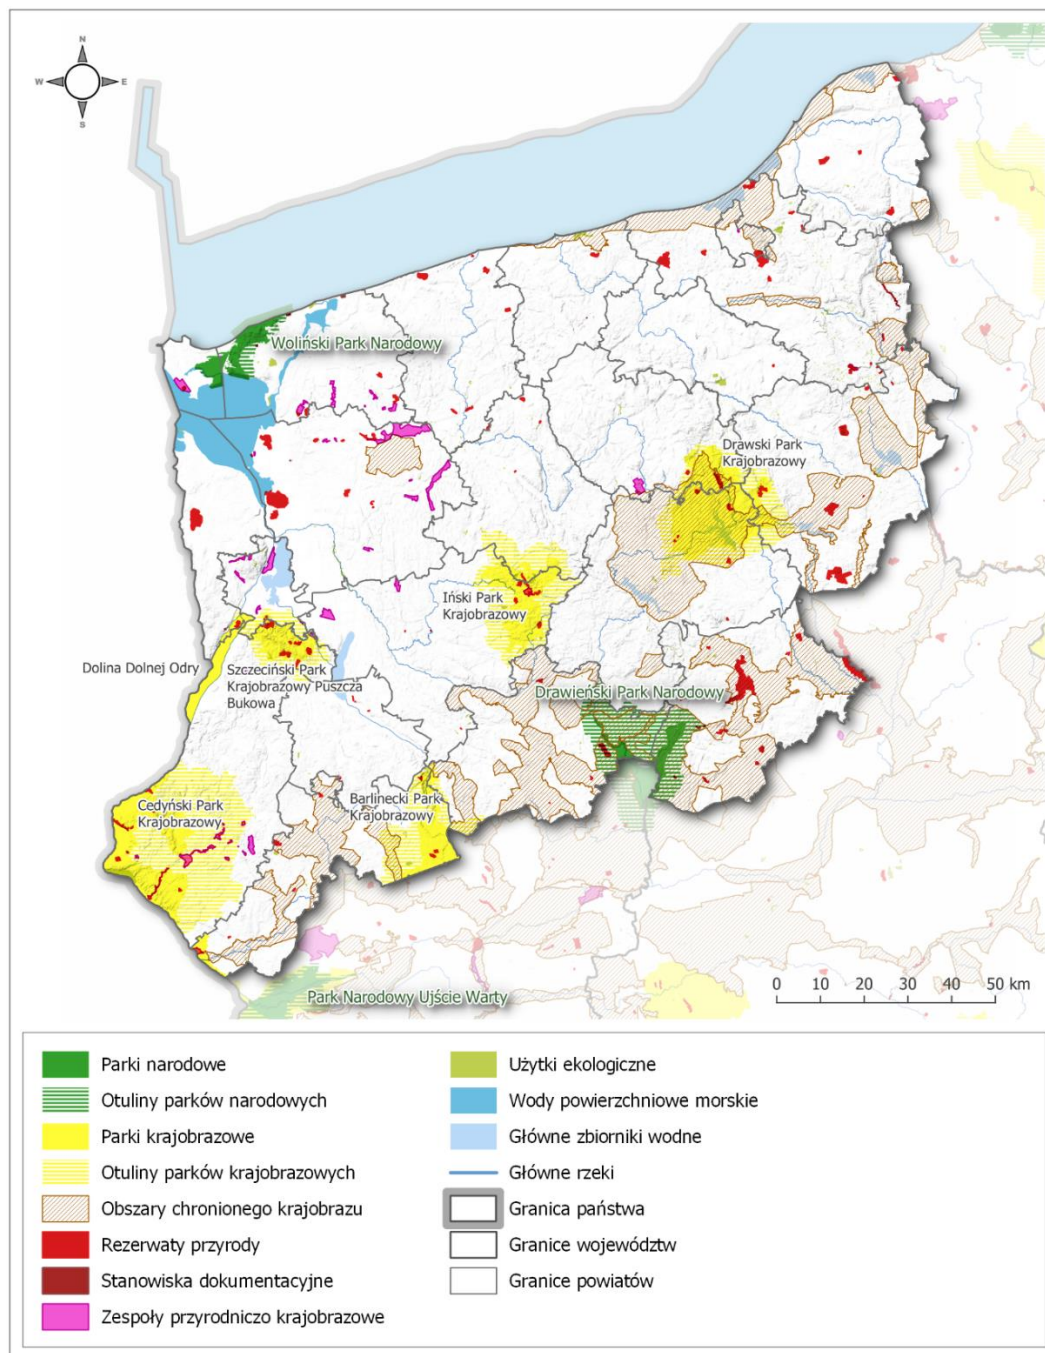 N
W E
S
Woliński Park Narodowy
Drawski Park
Krajobrazowy
Iński Park
Krajobrazowy
Dolina Dolnej Odry
Szczeciński Park
Krajobrazowy Puszcza
Bukowa
Drawieński Park Narodowy
Cedyński Park
Krajobrazowy
Barlinecki Park
Krajobrazowy
Park Narodowy Ujście Warty
0 10 20 30 40 50 km
Parki narodowe
Otuliny parków narodowych
Parki krajobrazowe
Otuliny parków krajobrazowych
Obszary chronionego krajobrazu
Rezerwaty przyrody
Stanowiska dokumentacyjne
Zespoły przyrodniczo krajobrazowe
Użytki ekologiczne
Wody powierzchniowe morskie
Główne zbiorniki wodne
Główne rzeki
Granica państwa
Granice województw
Granice powiatów